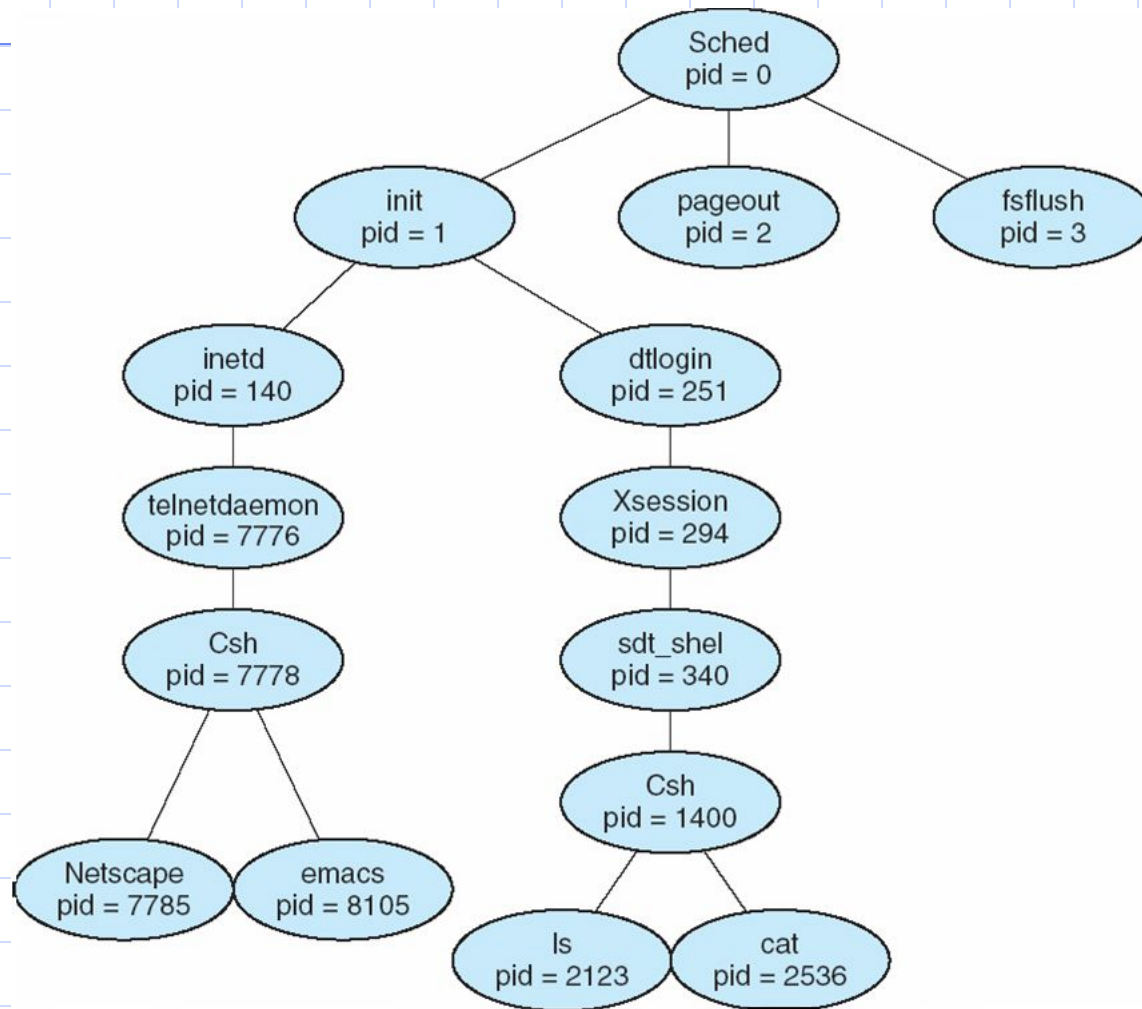 Sched
pid = 0
init
pid = 1
pageout
pid = 2
fsflush
pid = 3
inetd
pid = 140
dtlogin
pid = 251
telnetdaemon
pid = 7776
Xsession
pid = 294
Csh
pid = 7778
sdt_shel
pid = 340
Csh
pid = 1400
Netscape
pid = 7785
emacs
pid = 8105
ls
pid = 2123
cat
pid = 2536